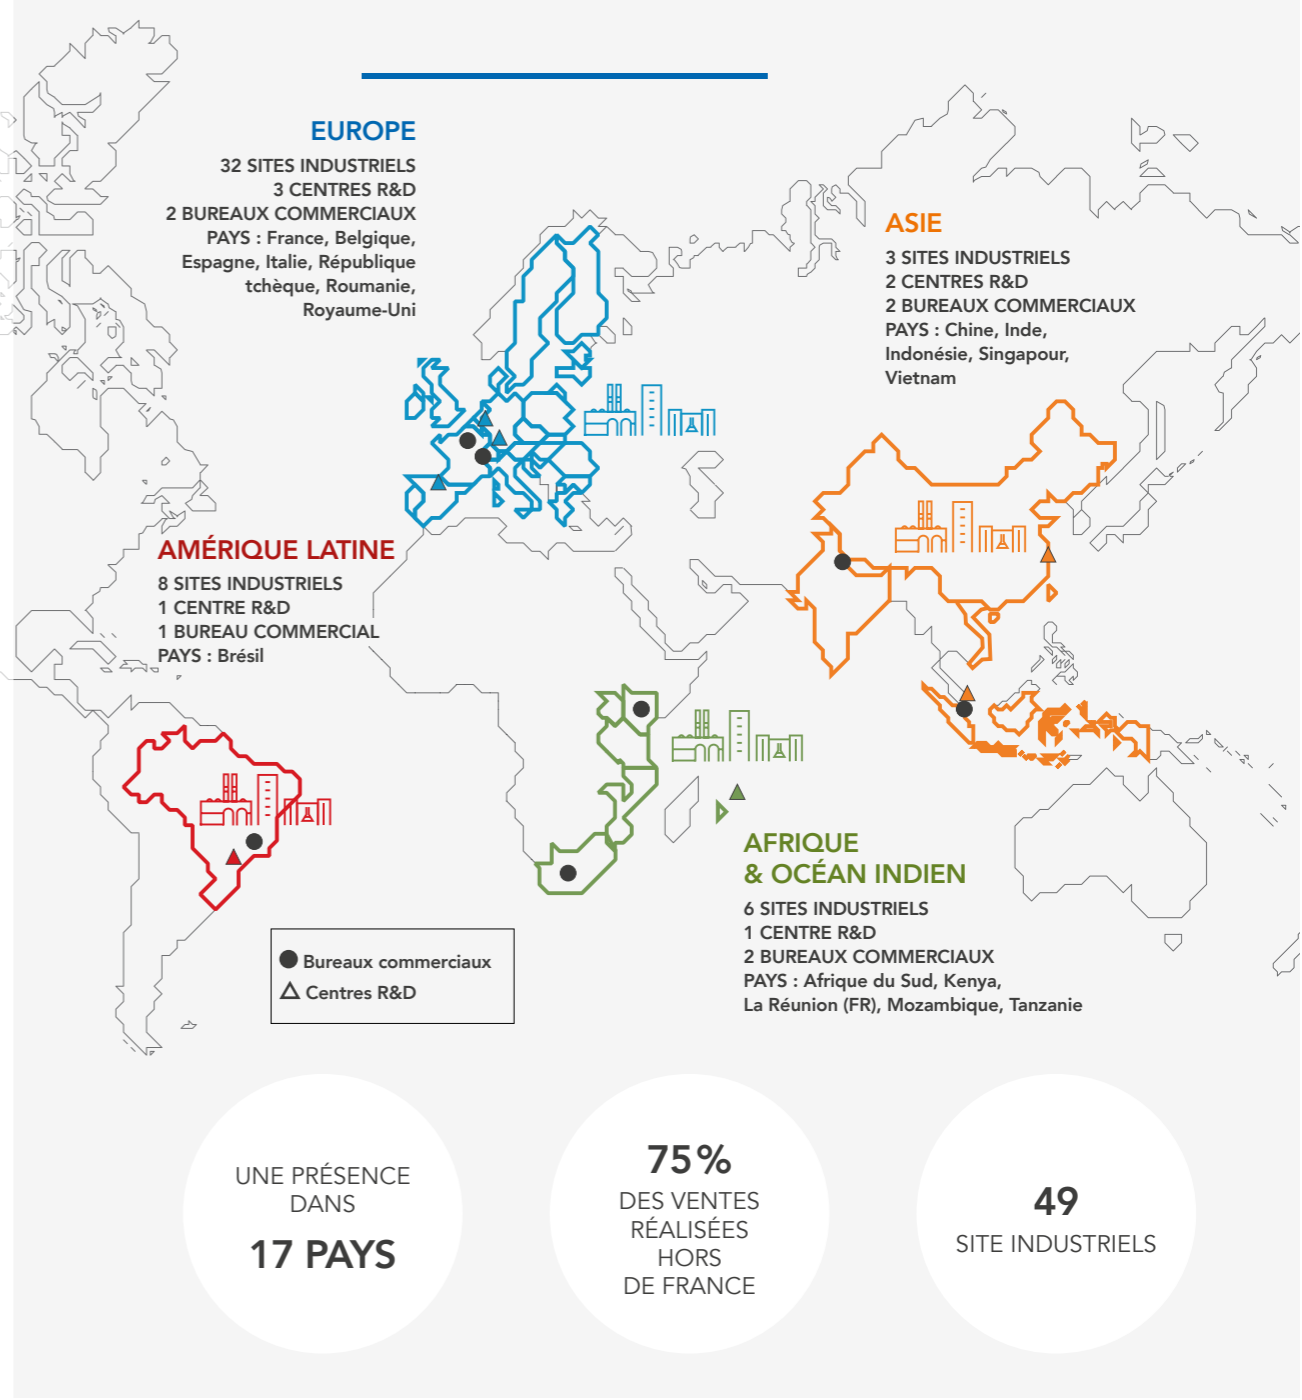 EUROPE
32 SITES INDUSTRIELS
3 CENTRES R&D
2 BUREAUX COMMERCIAUX
PAYS : France, Belgique,
Espagne, Italie, République
tchèque, Roumanie,
Royaume-Uni
ASIE
3 SITES INDUSTRIELS
2 CENTRES R&D
2 BUREAUX COMMERCIAUX
PAYS : Chine, Inde,
Indonésie, Singapour,
Vietnam
AMÉRIQUE LATINE
8 SITES INDUSTRIELS
1 CENTRE R&D
1 BUREAU COMMERCIAL
PAYS : Brésil
AFRIQUE
& OCÉAN INDIEN
6 SITES INDUSTRIELS
1 CENTRE R&D
2 BUREAUX COMMERCIAUX
PAYS : Afrique du Sud, Kenya,
La Réunion (FR), Mozambique, Tanzanie
Bureaux commerciaux
Centres R&D
UNE PRÉSENCE
DANS
17 PAYS
75 %
DES VENTES
RÉALISÉES
HORS
DE FRANCE
49
SITE INDUSTRIELS